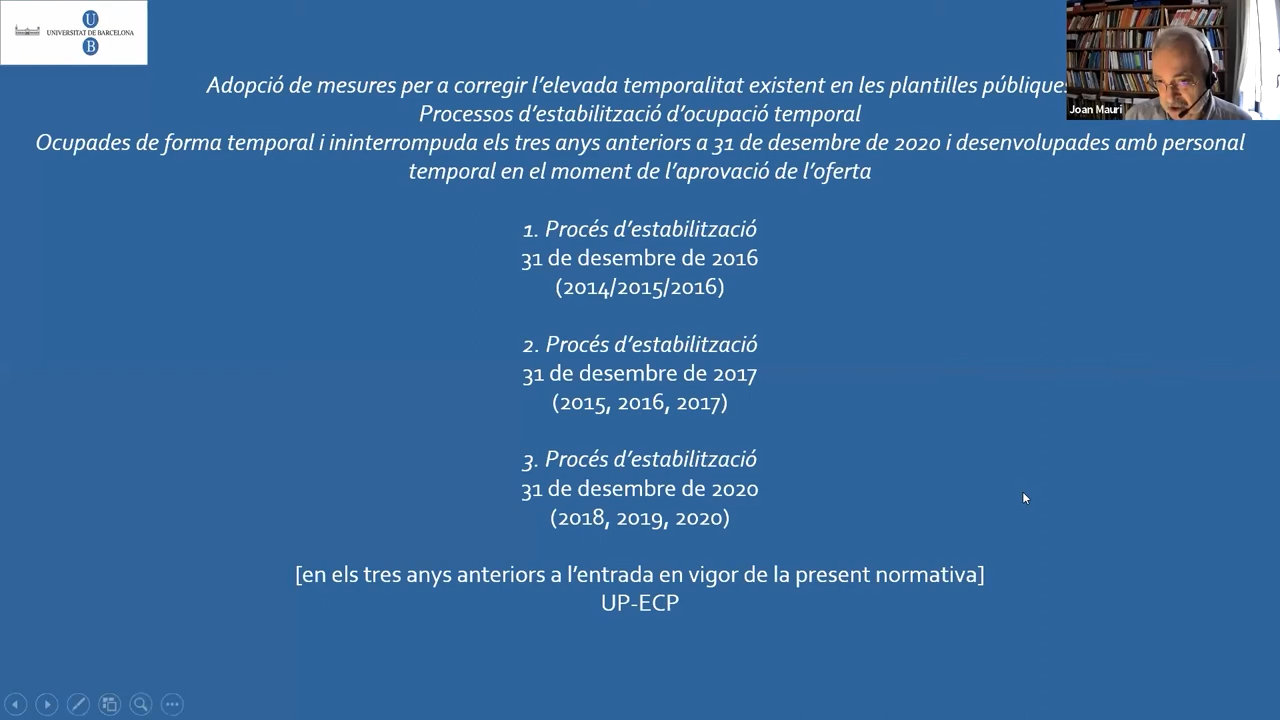 U
UNIVERSITAT DE BARCELONA
B
Joan Mauri
Adopció de mesures per a corregir l’elevada temporalitat existent en les plantilles públiques
Processos d’estabilització d’ocupació temporal
Ocupades de forma temporal i ininterrompuda els tres anys anteriors a 31 de desembre de 2020 i desenvolupades amb personal
temporal en el moment de l’aprovació de l’oferta
1. Procés d’estabilització
31 de desembre de 2016
(2014/2015/2016)
2. Procés d’estabilització
31 de desembre de 2017
(2015, 2016, 2017)
3. Procés d’estabilització
31 de desembre de 2020
(2018, 2019, 2020)
[en els tres anys anteriors a l’entrada en vigor de la present normativa]
UP-ECP